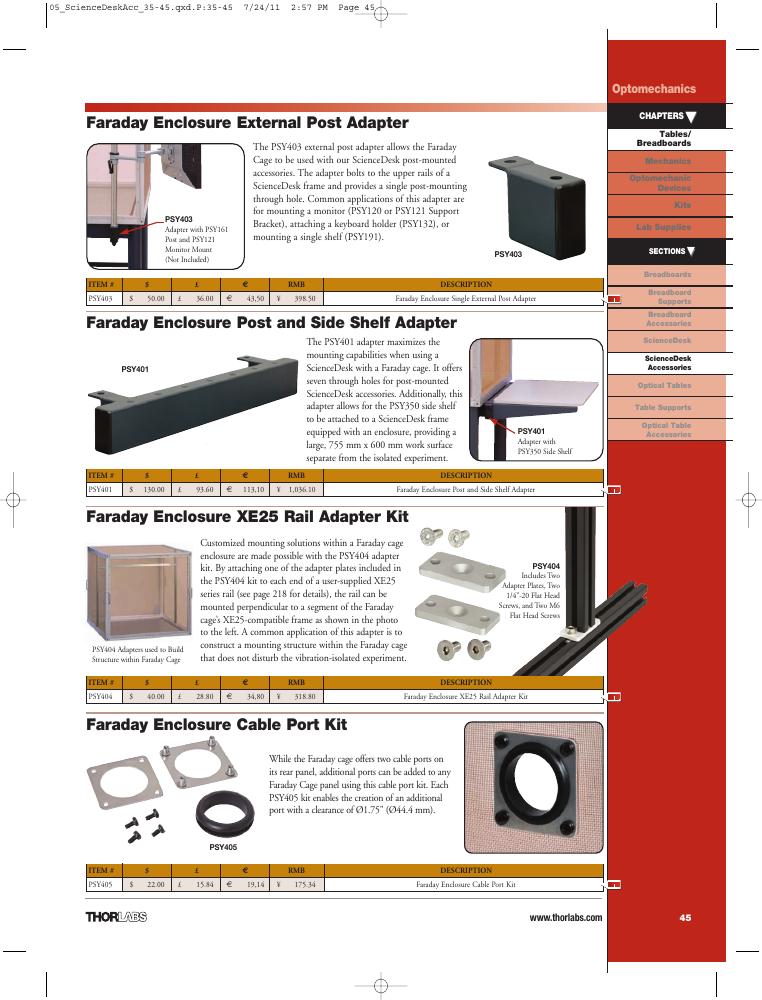 05_ScienceDeskAcc_35-45.qxd.P:35-45 7/24/11 2:57 PM Page 45
Optomechanics
CHAPTERS
Tables/
Breadboards
Mechanics
Optomechanic
Devices
Kits
Lab Supplies
SECTIONS
Breadboards
Breadboard
Supports
Breadboard
Accessories
ScienceDesk
ScienceDesk
Accessories
Optical Tables
Table Supports
Optical Table
Accessories
Faraday Enclosure External Post Adapter
PSY403
Adapter with PSY161
Post and PSY121
Monitor Mount
(Not Included)
The PSY403 external post adapter allows the Faraday
Cage to be used with our ScienceDesk post-mounted
accessories. The adapter bolts to the upper rails of a
ScienceDesk frame and provides a single post-mounting
through hole. Common applications of this adapter are
for mounting a monitor (PSY120 or PSY121 Support
Bracket), attaching a keyboard holder (PSY132), or
mounting a single shelf (PSY191).
PSY403
ITEM # $ £ € RMB DESCRIPTION
PSY403 $ 50.00 £ 36.00 € 43,50 ¥ 398.50 Faraday Enclosure Single External Post Adapter
Faraday Enclosure Post and Side Shelf Adapter
PSY401
The PSY401 adapter maximizes the
mounting capabilities when using a
ScienceDesk with a Faraday cage. It offers
seven through holes for post-mounted
ScienceDesk accessories. Additionally, this
adapter allows for the PSY350 side shelf
to be attached to a ScienceDesk frame
equipped with an enclosure, providing a
large, 755 mm x 600 mm work surface
separate from the isolated experiment.
PSY401
Adapter with
PSY350 Side Shelf
ITEM # $ £ € RMB DESCRIPTION
PSY401 $ 130.00 £ 93.60 € 113,10 ¥ 1,036.10 Faraday Enclosure Post and Side Shelf Adapter
Faraday Enclosure XE25 Rail Adapter Kit
PSY404 Adapters used to Build
Structure within Faraday Cage
Customized mounting solutions within a Faraday cage
enclosure are made possible with the PSY404 adapter
kit. By attaching one of the adapter plates included in
the PSY404 kit to each end of a user-supplied XE25
series rail (see page 218 for details), the rail can be
mounted perpendicular to a segment of the Faraday
cage's XE25-compatible frame as shown in the photo
to the left. A common application of this adapter is to
construct a mounting structure within the Faraday cage
that does not disturb the vibration-isolated experiment.
PSY404
Includes Two
Adapter Plates, Two
1/4"-20 Flat Head
Screws, and Two M6
Flat Head Screws
ITEM # $ £ € RMB DESCRIPTION
PSY404 $ 40.00 £ 28.80 € 34,80 ¥ 318.80 Faraday Enclosure XE25 Rail Adapter Kit
Faraday Enclosure Cable Port Kit
PSY405
While the Faraday cage offers two cable ports on
its rear panel, additional ports can be added to any
Faraday Cage panel using this cable port kit. Each
PSY405 kit enables the creation of an additional
port with a clearance of Ø1.75" (Ø44.4 mm).
ITEM # $ £ € RMB DESCRIPTION
PSY405 $ 22.00 £ 15.84 € 19,14 ¥ 175.34 Faraday Enclosure Cable Port Kit
THORLABS
www.thorlabs.com
45